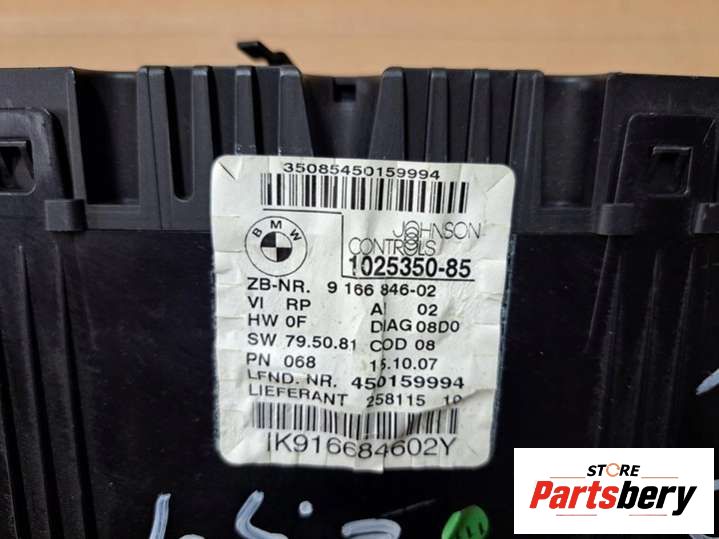 35085450159994
BMW
JOHNSON
CONTROLS
1025350-85
ZB-NR. 9 166 846-02
VI RP AI 02
HW 0F DIAG 08D0
SW 79.50.81 COD 08
PN 068 15.10.07
LFND. NR. 450159994
LIEFERANT 258115 10
IK916684602Y
STORE
Partsbery